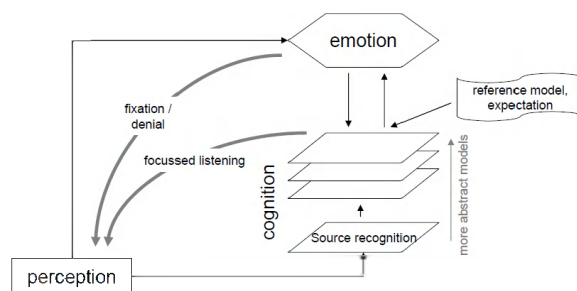 emotion
reference model,
expectation
fixation /
denial
focussed listening
cognition
more abstract models
Source recognition
perception